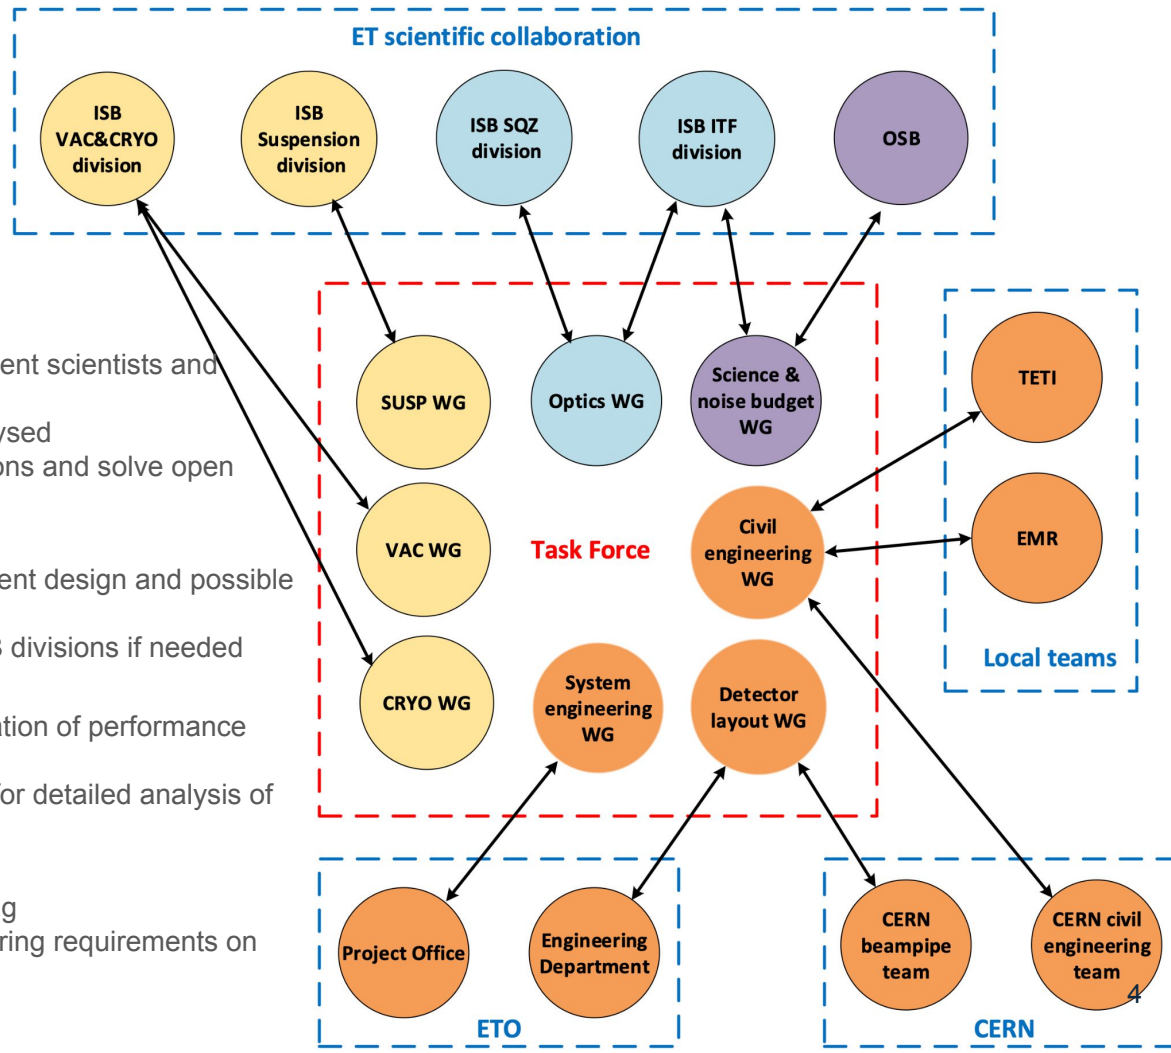 ET scientific collaboration
ISB
VAC&CRYO
division
ISB
Suspension
division
ISB SQZ
division
ISB ITF
division
OSB
ent scientists and
ysed
ons and solve open
ent design and possible
B divisions if needed
ation of performance
for detailed analysis of
g
ring requirements on
SUSP WG
Optics WG
Science &
noise budget
WG
VAC WG
Task Force
Civil
engineering
WG
CRYO WG
System
engineering
WG
Detector
layout WG
TETI
EMR
Local teams
Project Office
Engineering
Department
ETO
CERN
beampipe
team
CERN civil
engineering
team
CERN
4